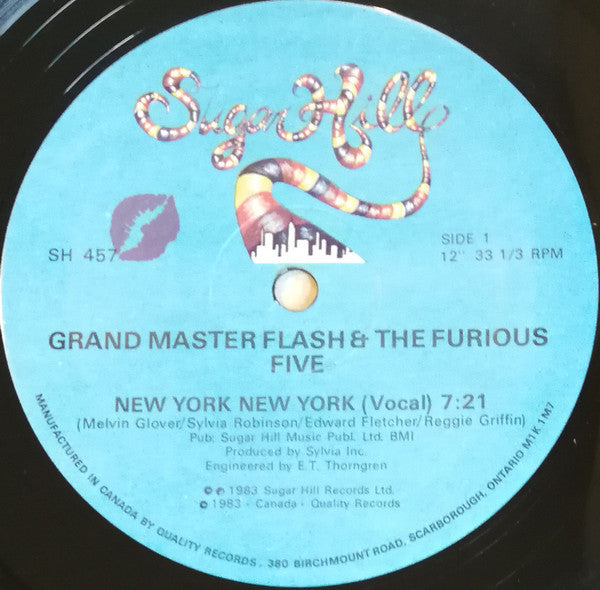 Sugar Hill
SH 457
SIDE 1
12" 33 1/3 RPM
GRAND MASTER FLASH & THE FURIOUS
FIVE
NEW YORK NEW YORK (Vocal) 7:21
(Melvin Glover/Sylvia Robinson/Edward Fletcher/Reggie Griffin)
Pub: Sugar Hill Music Publ. Ltd. BMI
Produced by Sylvia Inc.
Engineered by E.T. Thorngren
© ℗ 1983 Sugar Hill Records Ltd.
© 1983 - Canada - Quality Records
MANUFACTURED IN CANADA BY QUALITY RECORDS . 380 BIRCHMOUNT ROAD, SCARBOROUGH, ONTARIO M1K 1M7